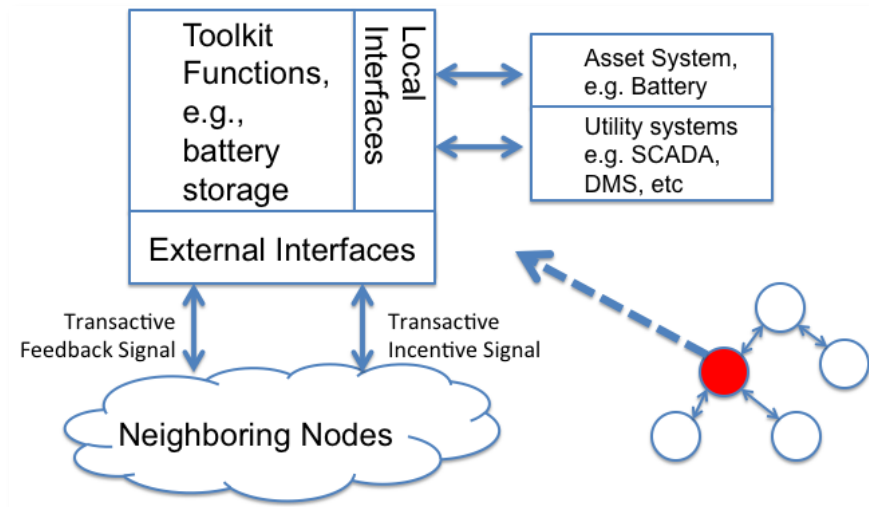 Toolkit
Functions,
e.g.,
battery
storage
Local
Interfaces
Asset System,
e.g. Battery
Utility systems
e.g. SCADA,
DMS, etc
External Interfaces
Transactive
Feedback Signal
Transactive
Incentive Signal
Neighboring Nodes